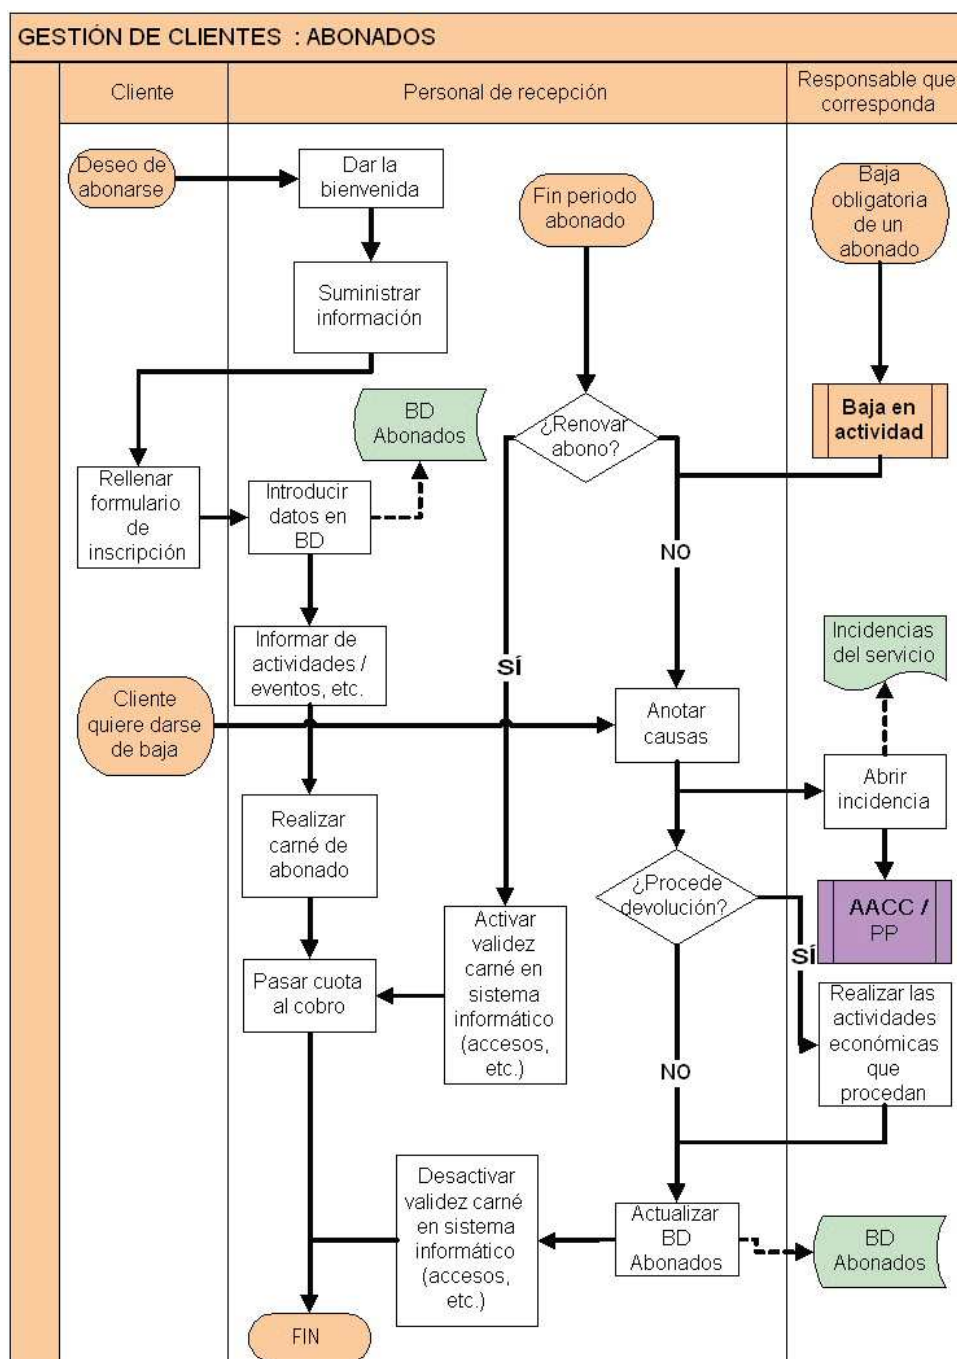 GESTIÓN DE CLIENTES : ABONADOS
Cliente
Personal de recepción
Responsable que
corresponda
Deseo de
abonarse
Dar la
bienvenida
Fin periodo
abonado
Baja
obligatoria
de un
abonado
Suministrar
información
BD
Abonados
¿Renovar
abono?
Baja en
actividad
Rellenar
formulario
de
inscripción
Introducir
datos en
BD
NO
Informar de
actividades /
eventos, etc.
SÍ
Incidencias
del servicio
Cliente
quiere darse
de baja
Anotar
causas
Abrir
incidencia
Realizar
carné de
abonado
¿Procede
devolución?
AACC /
PP
Activar
validez
carné en
sistema
informático
(accesos,
etc.)
SÍ
Pasar cuota
al cobro
Realizar las
actividades
económicas
que
procedan
NO
Desactivar
validez carné
en sistema
informático
(accesos,
etc.)
Actualizar
BD
Abonados
BD
Abonados
FIN